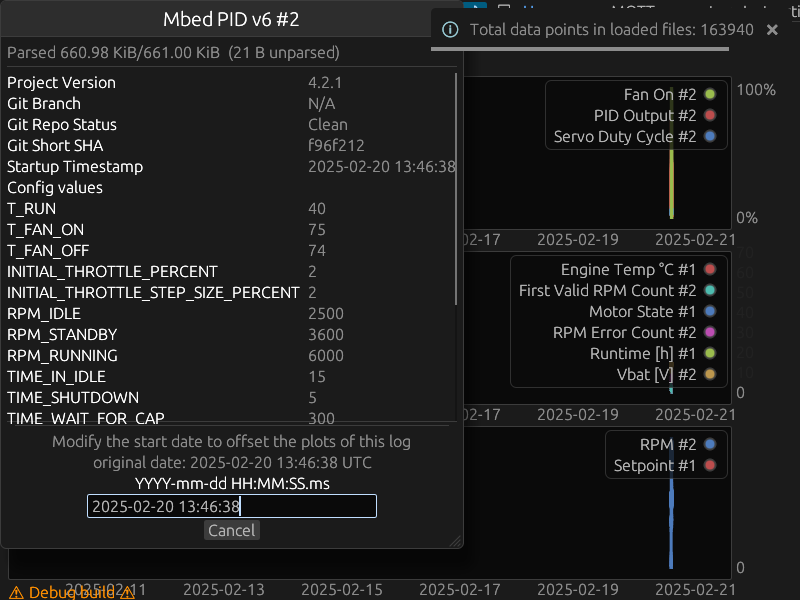 Mbed PID v6 #2
Total data points in loaded files: 163940
Parsed 660.98 KiB/661.00 KiB (21 B unparsed)
Project Version 4.2.1
Git Branch N/A
Git Repo Status Clean
Git Short SHA f96f212
Startup Timestamp 2025-02-20 13:46:38
Config values
T_RUN 40
T_FAN_ON 75
T_FAN_OFF 74
INITIAL_THROTTLE_PERCENT 2
INITIAL_THROTTLE_STEP_SIZE_PERCENT 2
RPM_IDLE 2500
RPM_STANDBY 3600
RPM_RUNNING 6000
TIME_IN_IDLE 15
TIME_SHUTDOWN 5
TIME_WAIT_FOR_CAP 300
Modify the start date to offset the plots of this log
original date: 2025-02-20 13:46:38 UTC
YYYY-mm-dd HH:MM:SS.ms
2025-02-20 13:46:38
Cancel
Fan On #2
PID Output #2
Servo Duty Cycle #2
100%
0%
02-17 2025-02-19 2025-02-21
Engine Temp °C #1
First Valid RPM Count #2
Motor State #1
RPM Error Count #2
Runtime [h] #1
Vbat [V] #2
0
02-17 2025-02-19 2025-02-21
RPM #2
Setpoint #1
0
⚠ Debug build ⚠
2025-02-11 2025-02-13 2025-02-15 2025-02-17 2025-02-19 2025-02-21